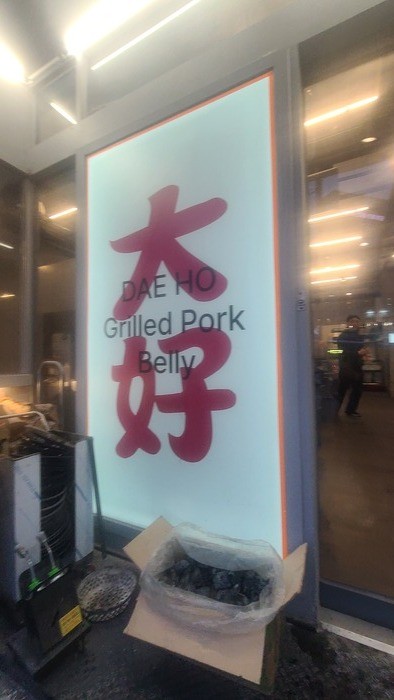 大
DAE HO
Grilled Pork
Belly
好